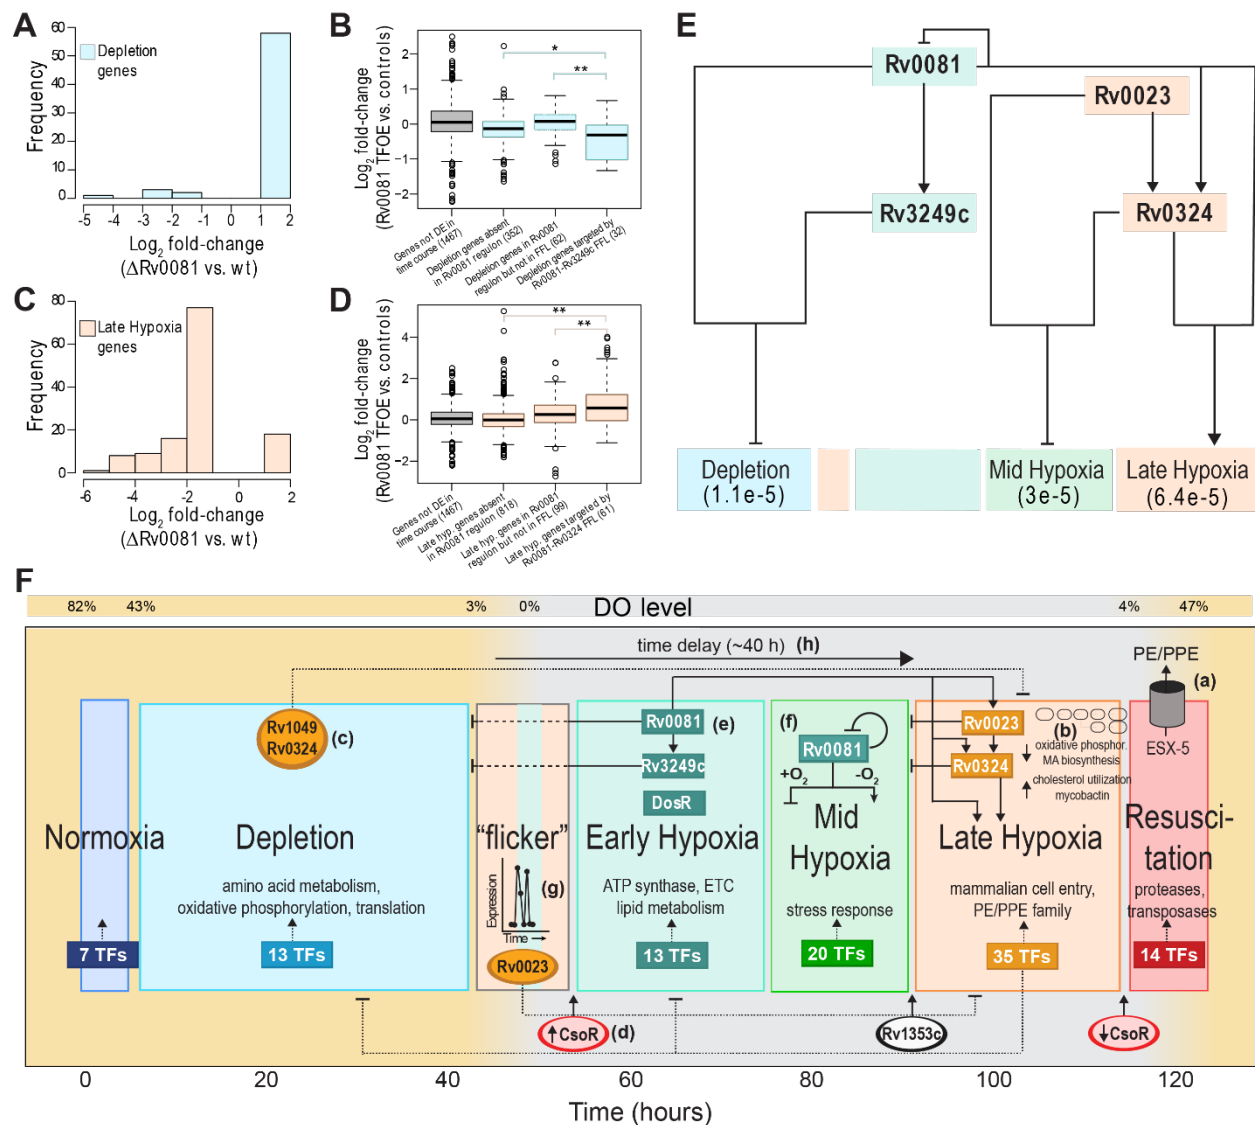 A
60
50
40
30
20
10
0
Frequency
Depletion
genes
-5
-4
-3
-2
-1
0
1
2
Log2 fold-change
(ΔRv0081 vs. wt)
B
2
1
0
-1
-2
Log2 fold-change
(Rv0081 TFOE vs. controls)
*
**
Genes not DE in
time course (1467)
Depletion genes absent
in Rv0081 regulon (352)
Depletion genes in Rv0081
regulon but not in FFL (62)
Depletion genes targeted by
Rv0081-Rv3249c FFL (32)
C
80
60
40
20
0
Frequency
Late Hypoxia
genes
-6
-4
-2
0
2
Log2 fold-change
(ΔRv0081 vs. wt)
D
4
2
0
-2
Log2 fold-change
(Rv0081 TFOE vs. controls)
**
**
Genes not DE in
time course (1467)
Late hyp. genes absent
in Rv0081 regulon (818)
Late hyp. genes in Rv0081
regulon but not in FFL (99)
Late hyp. genes targeted by
Rv0081-Rv0324 FFL (61)
E
Rv0081
Rv0023
Rv3249c
Rv0324
Depletion
(1.1e-5)
Mid Hypoxia
(3e-5)
Late Hypoxia
(6.4e-5)
F
82%
43%
3%
0%
DO level
4%
47%
time delay (~40 h) (h)
PE/PPE
(a)
ESX-5
Rv1049
Rv0324
(c)
Rv0081
(e)
Rv3249c
DosR
(f)
Rv0081
+O2
-O2
Rv0023
(b)
Rv0324
oxidative phosphor.
MA biosynthesis
cholesterol utilization
mycobactin
Normoxia
Depletion
"flicker"
Early Hypoxia
Mid
Hypoxia
Late Hypoxia
Resusci-
tation
amino acid metabolism,
oxidative phosphorylation, translation
Expression
Time
(g)
ATP synthase, ETC
lipid metabolism
stress response
mammalian cell entry,
PE/PPE family
proteases,
transposases
7 TFs
13 TFs
Rv0023
13 TFs
20 TFs
35 TFs
14 TFs
CsoR
(d)
Rv1353c
CsoR
0
20
40
60
80
100
120
Time (hours)